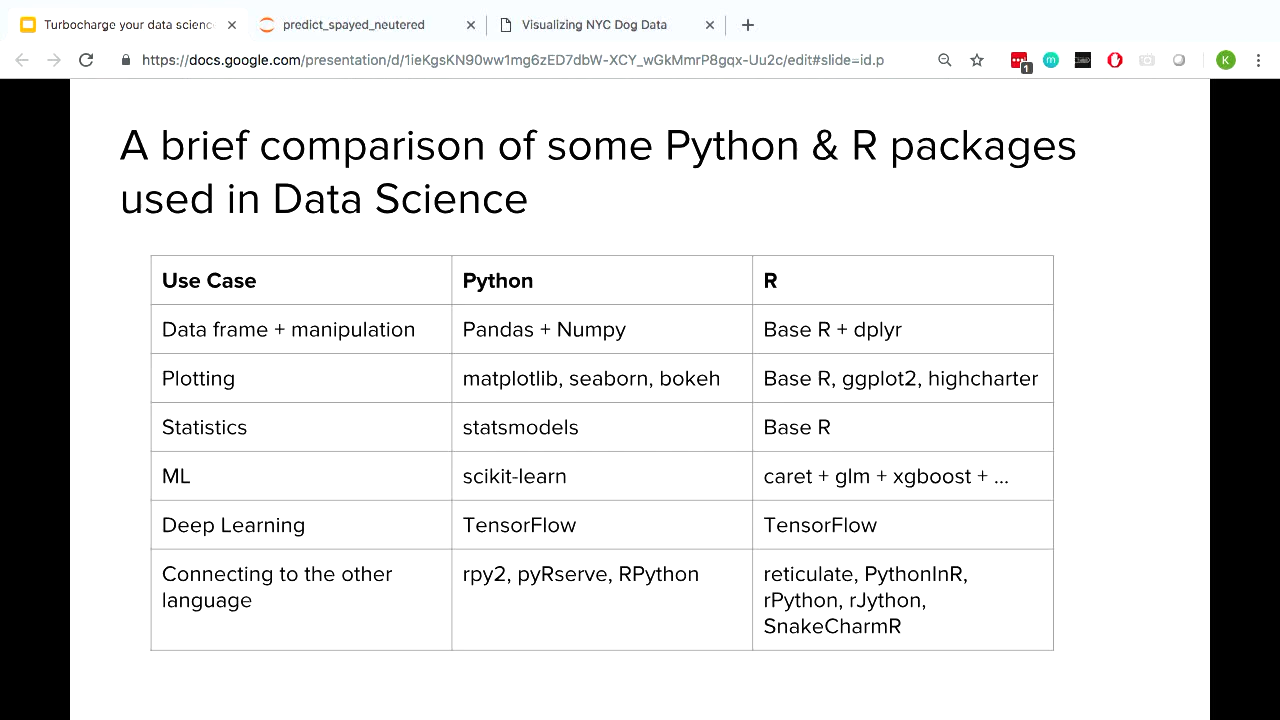 Turbocharge your data scienc
predict_spayed_neutered
Visualizing NYC Dog Data
https://docs.google.com/presentation/d/1ieKgsKN90ww1mg6zED7dbW-XCY_wGkMmrP8gqx-Uu2c/edit#slide=id.p
1
m
K
A brief comparison of some Python & R packages
used in Data Science
Use Case Python R
Data frame + manipulation Pandas + Numpy Base R + dplyr
Plotting matplotlib, seaborn, bokeh Base R, ggplot2, highcharter
Statistics statsmodels Base R
ML scikit-learn caret + glm + xgboost + ...
Deep Learning TensorFlow TensorFlow
Connecting to the other rpy2, pyRserve, RPython reticulate, PythonInR,
language rPython, rJython,
SnakeCharmR